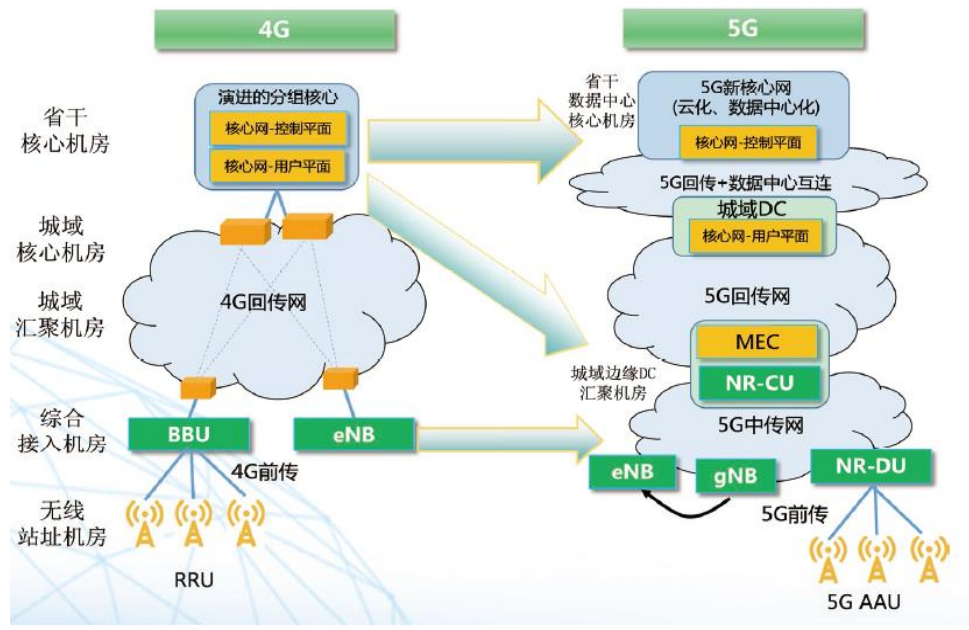 4G
5G
省干
核心机房
演进的分组核心
核心网-控制平面
核心网-用户平面
省干
数据中心
核心机房
5G新核心网
(云化、数据中心化)
核心网-控制平面
5G回传+数据中心互连
城域
核心机房
城域DC
核心网-用户平面
城域
汇聚机房
4G回传网
5G回传网
城域边缘DC
汇聚机房
MEC
NR-CU
综合
接入机房
BBU
eNB
4G前传
5G中传网
eNB
gNB
NR-DU
5G前传
无线
站址机房
RRU
5G AAU